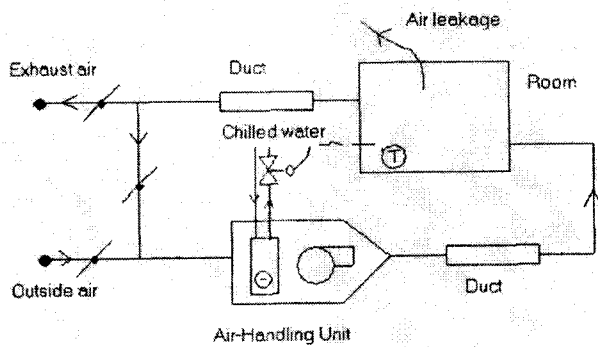 Air leakage
Exhaust air
Duct
Room
Chilled water
T
Outside air
Duct
Air-Handling Unit